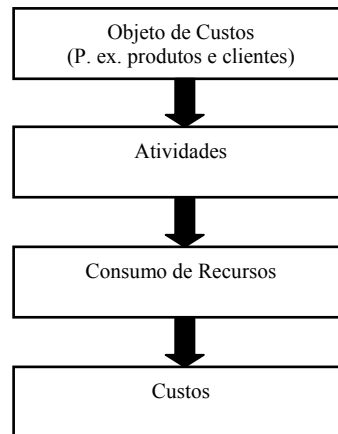 Objeto de Custos
(P. ex. produtos e clientes)
Atividades
Consumo de Recursos
Custos